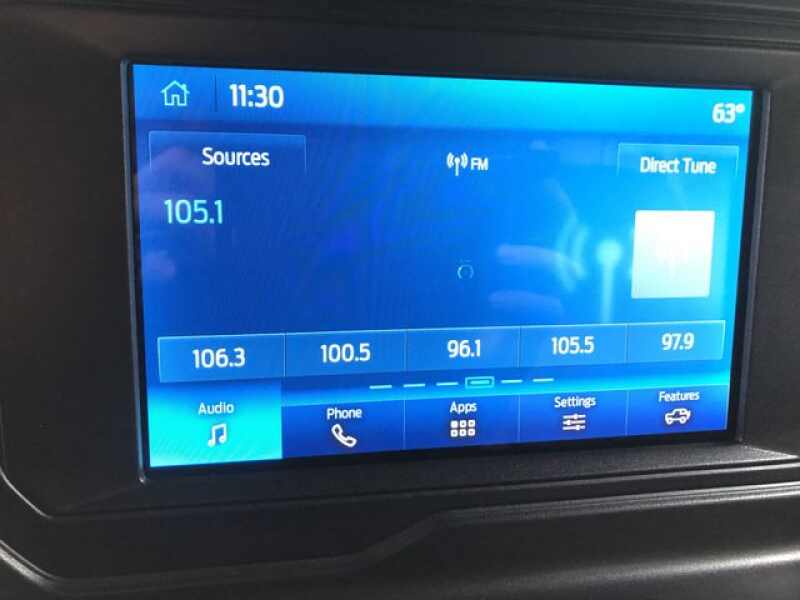 11:30
63°
Sources
FM
Direct Tune
105.1
106.3
100.5
96.1
105.5
97.9
Audio
Phone
Apps
Settings
Features